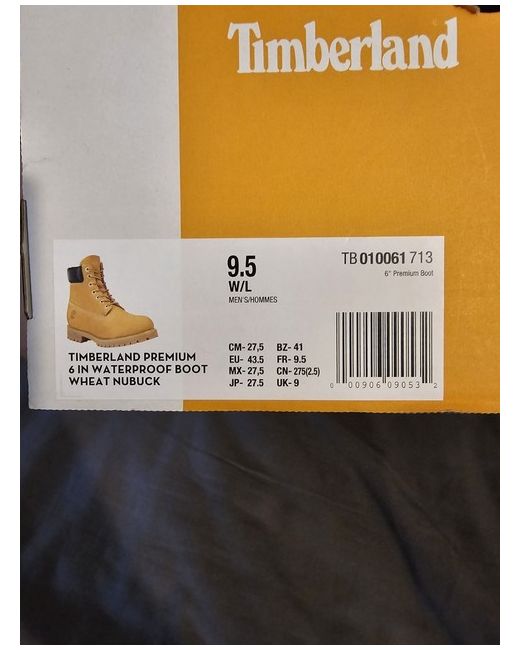 Timberland
9.5
W/L
MEN'S/HOMMES
TB 010061 713
6" Premium Boot
TIMBERLAND PREMIUM
6 IN WATERPROOF BOOT
WHEAT NUBUCK
CM- 27,5 BZ- 41
EU- 43.5 FR- 9.5
MX- 27,5 CN- 275(2.5)
JP- 27.5 UK- 9
0 00906 09053 2